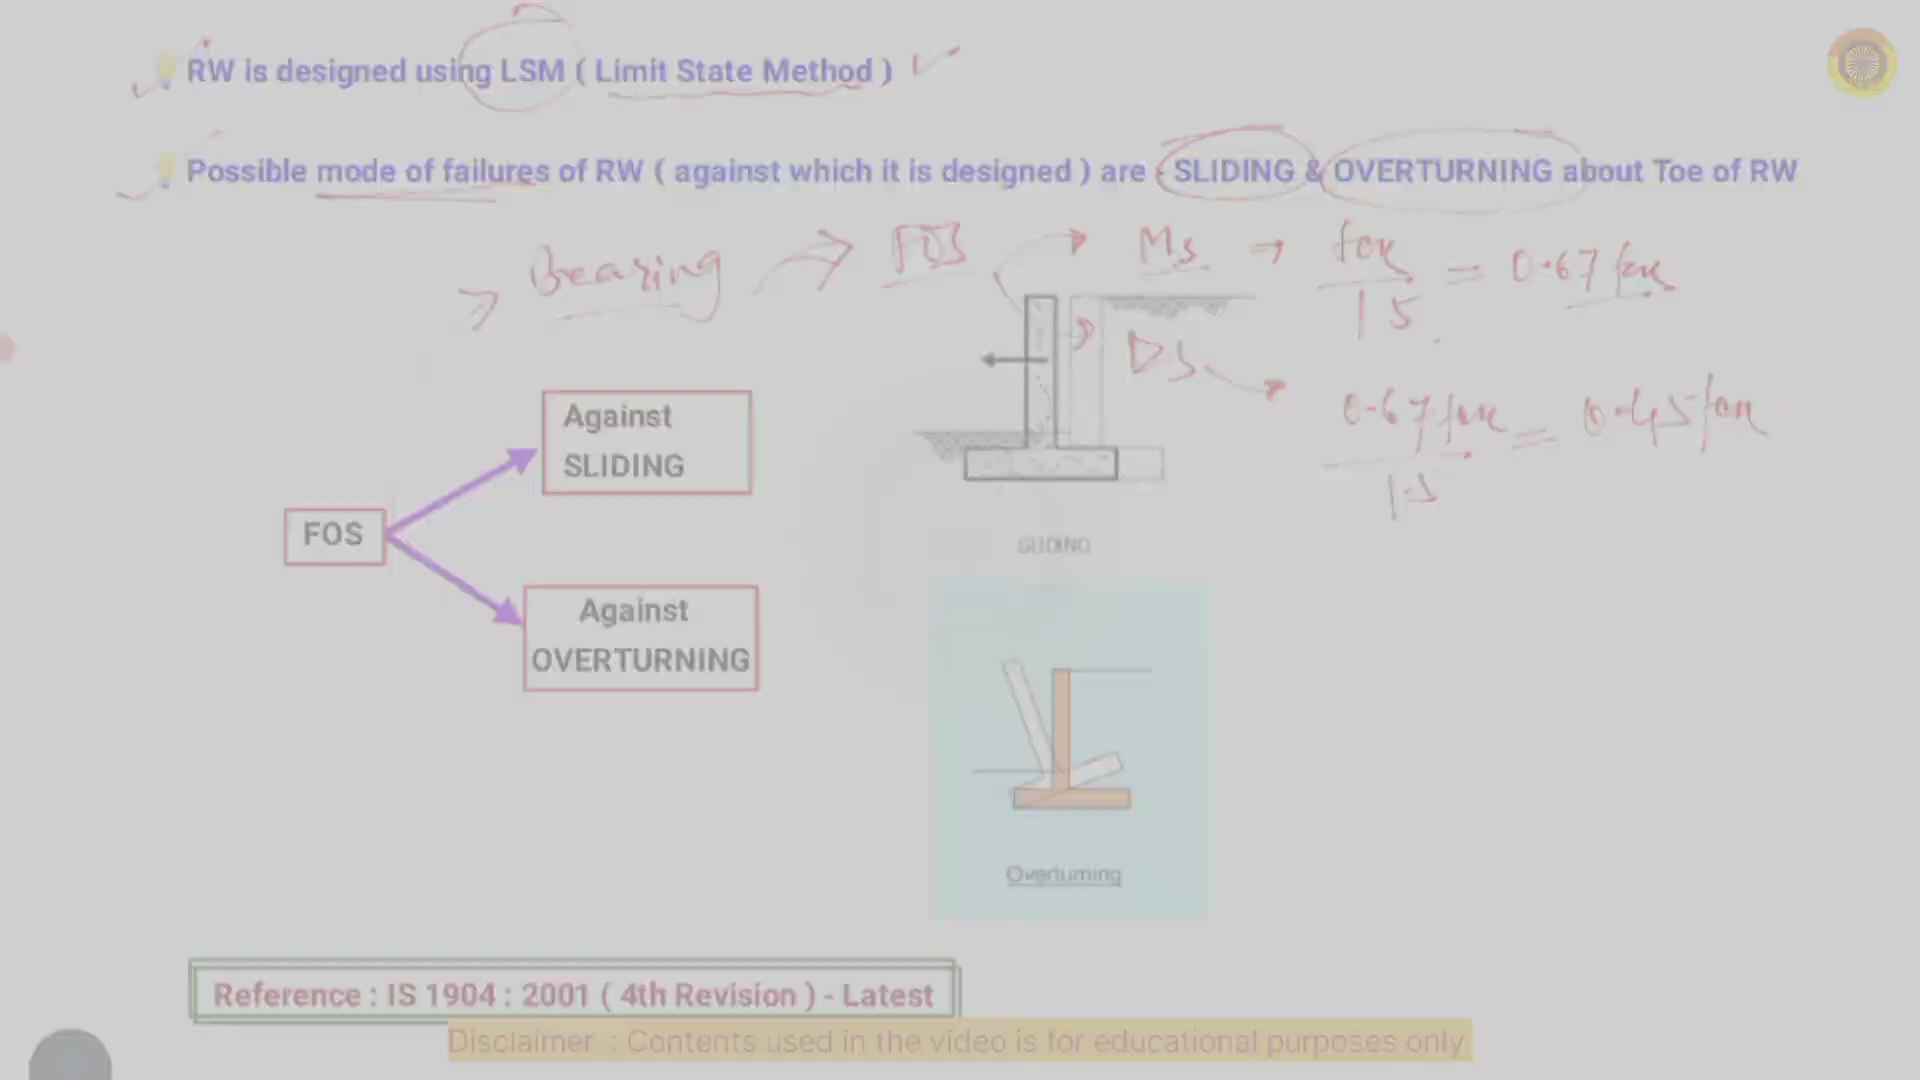 RW is designed using LSM ( Limit State Method )
Possible mode of failures of RW ( against which it is designed ) are - SLIDING & OVERTURNING about Toe of RW
Bearing
FOS
Ms → fck / 1.5 = 0.67 fck
DS
0.67 fck / 1.5 = 0.45 fck
Against
SLIDING
FOS
SLIDING
Against
OVERTURNING
Overturning
Reference : IS 1904 : 2001 ( 4th Revision ) - Latest
Disclaimer : Contents used in the video is for educational purposes only